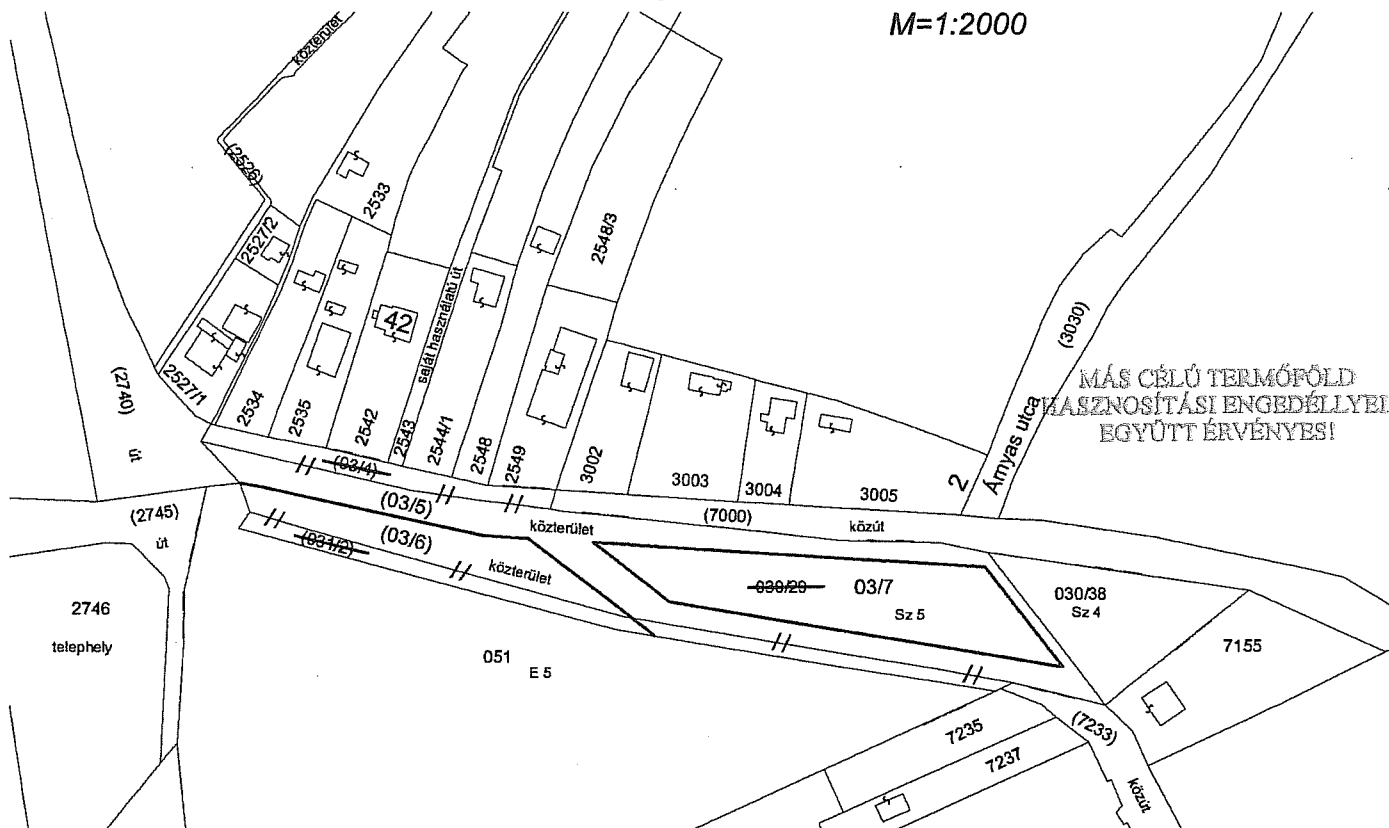 M=1:2000
közterület
(2526)
2533
2527/2
2548/3
(3030)
42
saját használatú út
2527/1
(2740)
út
2534
2535
2542
2543
2544/1
2548
2549
3002
3003
3004
3005
2
Árnyas utca
MÁS CÉLÚ TERMŐFÖLD
HASZNOSÍTÁSI ENGEDÉLLYEL
EGYÜTT ÉRVÉNYES!
(03/4)
(03/5)
(7000)
közút
közterület
(2745)
út
(031/2)
(03/6)
közterület
030/29
03/7
Sz 5
030/38
Sz 4
2746
telephely
051
E 5
7155
7235
7237
(7233)
közút